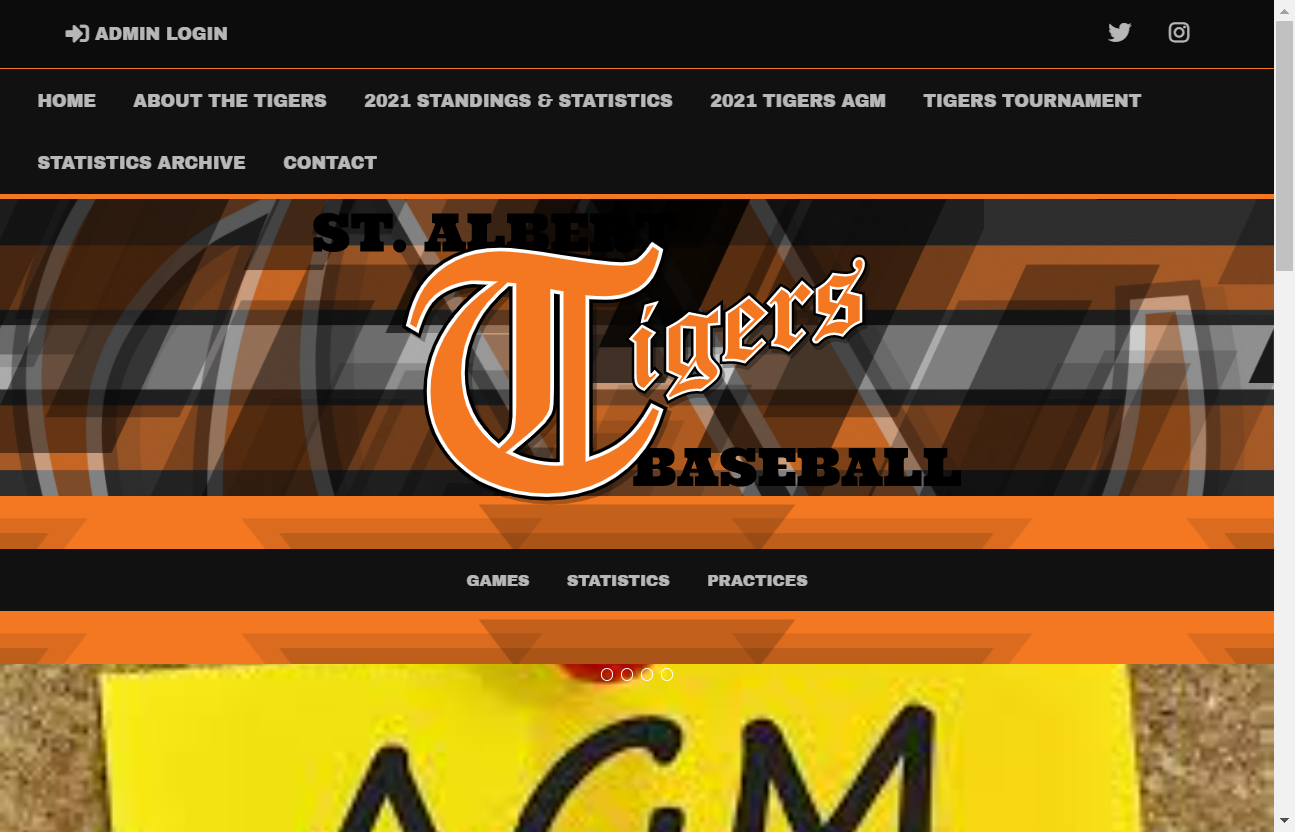 ADMIN LOGIN
HOME ABOUT THE TIGERS 2021 STANDINGS & STATISTICS 2021 TIGERS AGM TIGERS TOURNAMENT
STATISTICS ARCHIVE CONTACT
ST. ALBERT
Tigers
BASEBALL
GAMES STATISTICS PRACTICES
AGM